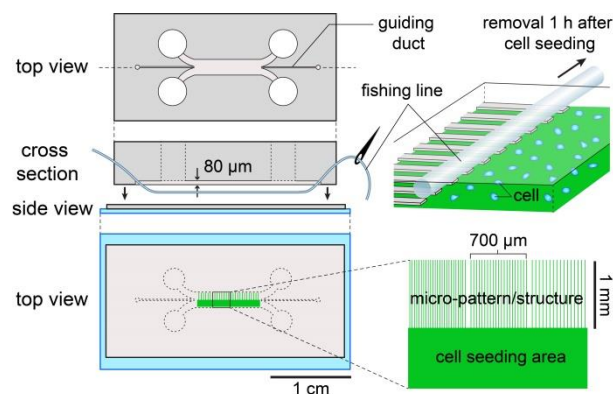 top view
guiding
duct
removal 1 h after
cell seeding
fishing line
cross
section
80 µm
side view
cell
top view
1 cm
700 µm
micro-pattern/structure
1 mm
cell seeding area